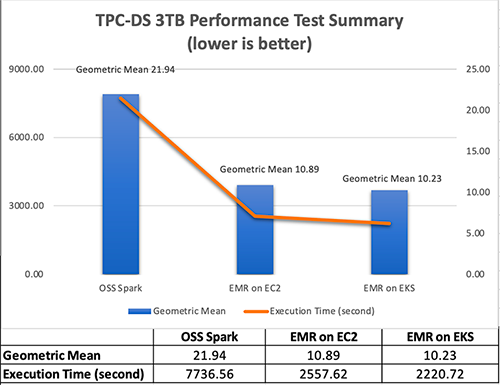 TPC-DS 3TB Performance Test Summary
(lower is better)
9000.00
6000.00
3000.00
0.00
25.00
20.00
15.00
10.00
5.00
0.00
Geometric Mean 21.94
Geometric Mean 10.89
Geometric Mean 10.23
OSS Spark EMR on EC2 EMR on EKS
Geometric Mean Execution Time (second)
OSS Spark EMR on EC2 EMR on EKS
Geometric Mean 21.94 10.89 10.23
Execution Time (second) 7736.56 2557.62 2220.72